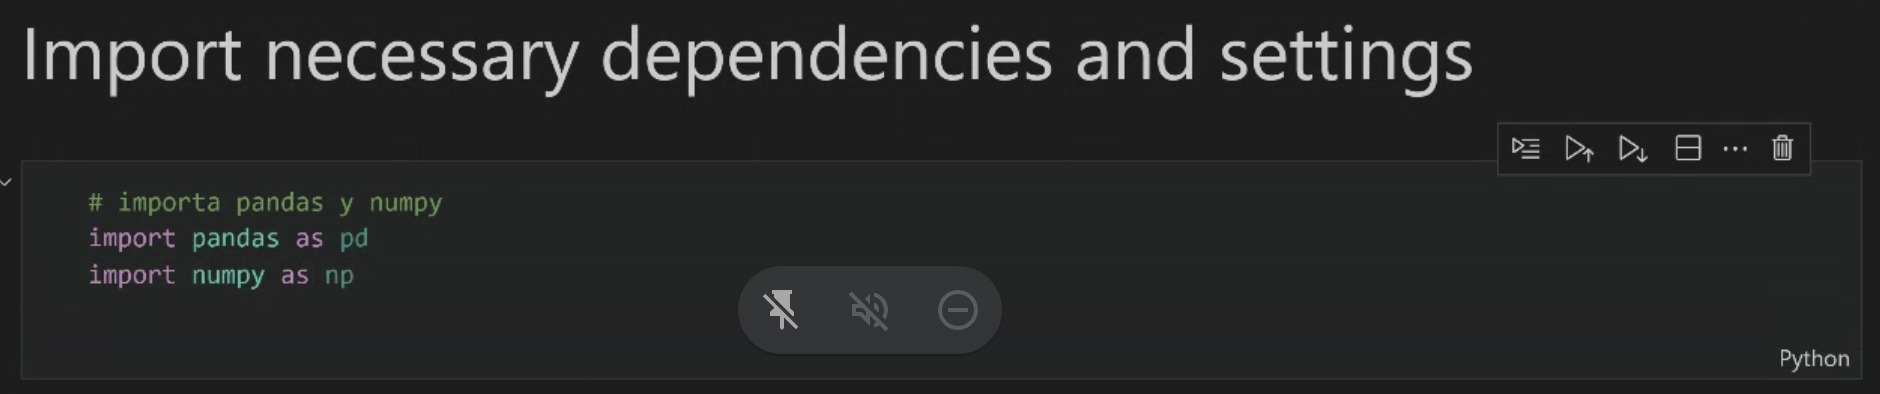 Import necessary dependencies and settings
# importa pandas y numpy
import pandas as pd
import numpy as np
Python